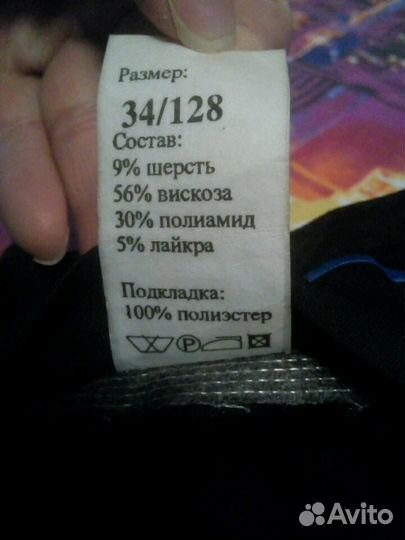 Размер:
34/128
Состав:
9% шерсть
56% вискоза
30% полиамид
5% лайкра
Подкладка:
100% полиэстер
P
Avito